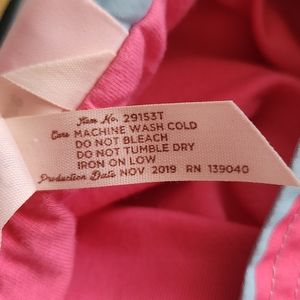 Item No. 29153T
Care MACHINE WASH COLD
DO NOT BLEACH
DO NOT TUMBLE DRY
IRON ON LOW
Production Date NOV 2019 RN 139040